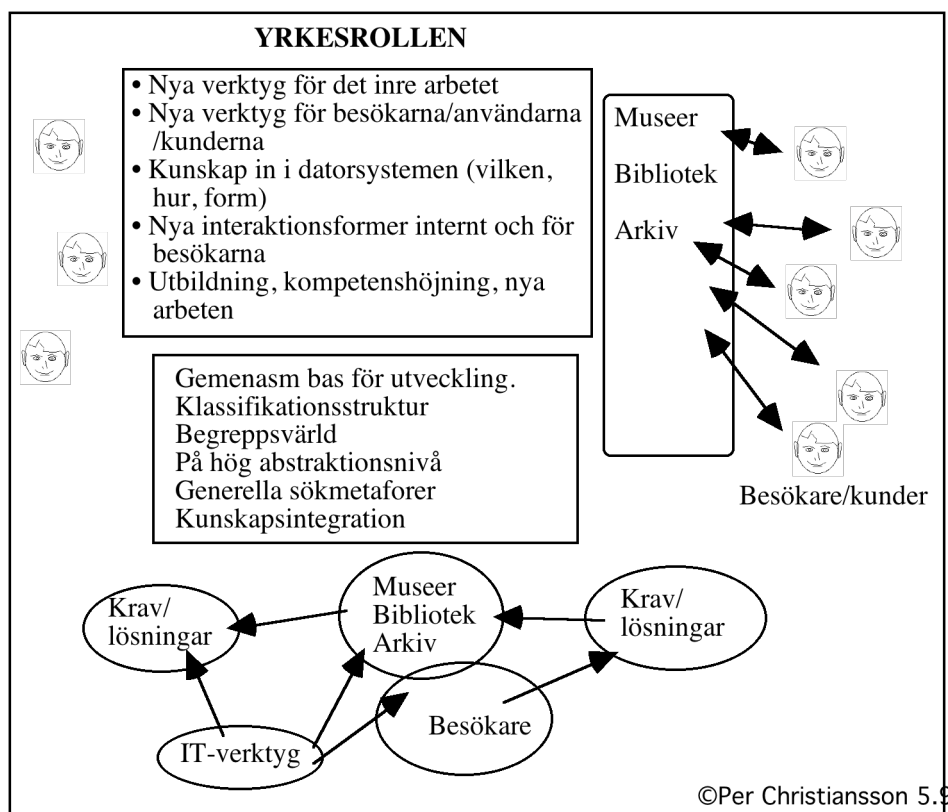 YRKESROLLEN
• Nya verktyg för det inre arbetet
• Nya verktyg för besökarna/användarna
/kunderna
• Kunskap in i datorsystemen (vilken,
hur, form)
• Nya interaktionsformer internt och för
besökarna
• Utbildning, kompetenshöjning, nya
arbeten
Museer
Bibliotek
Arkiv
Besökare/kunder
Gemenasm bas för utveckling.
Klassifikationsstruktur
Begreppsvärld
På hög abstraktionsnivå
Generella sökmetaforer
Kunskapsintegration
Krav/
lösningar
Museer
Bibliotek
Arkiv
Krav/
lösningar
Besökare
IT-verktyg
©Per Christiansson